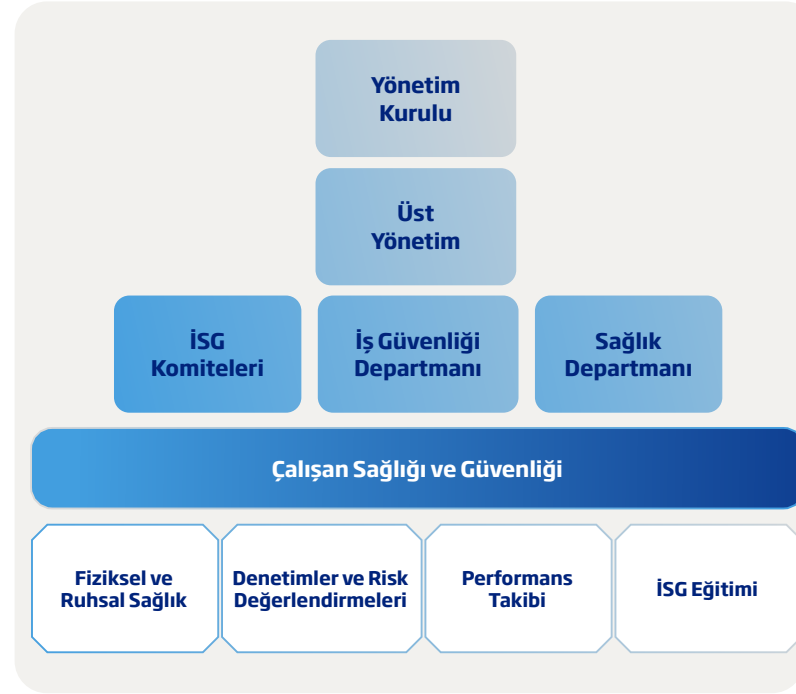 Yönetim
Kurulu
Üst
Yönetim
İSG
Komiteleri
İş Güvenliği
Departmanı
Sağlık
Departmanı
Çalışan Sağlığı ve Güvenliği
Fiziksel ve
Ruhsal Sağlık
Denetimler ve Risk
Değerlendirmeleri
Performans
Takibi
İSG Eğitimi